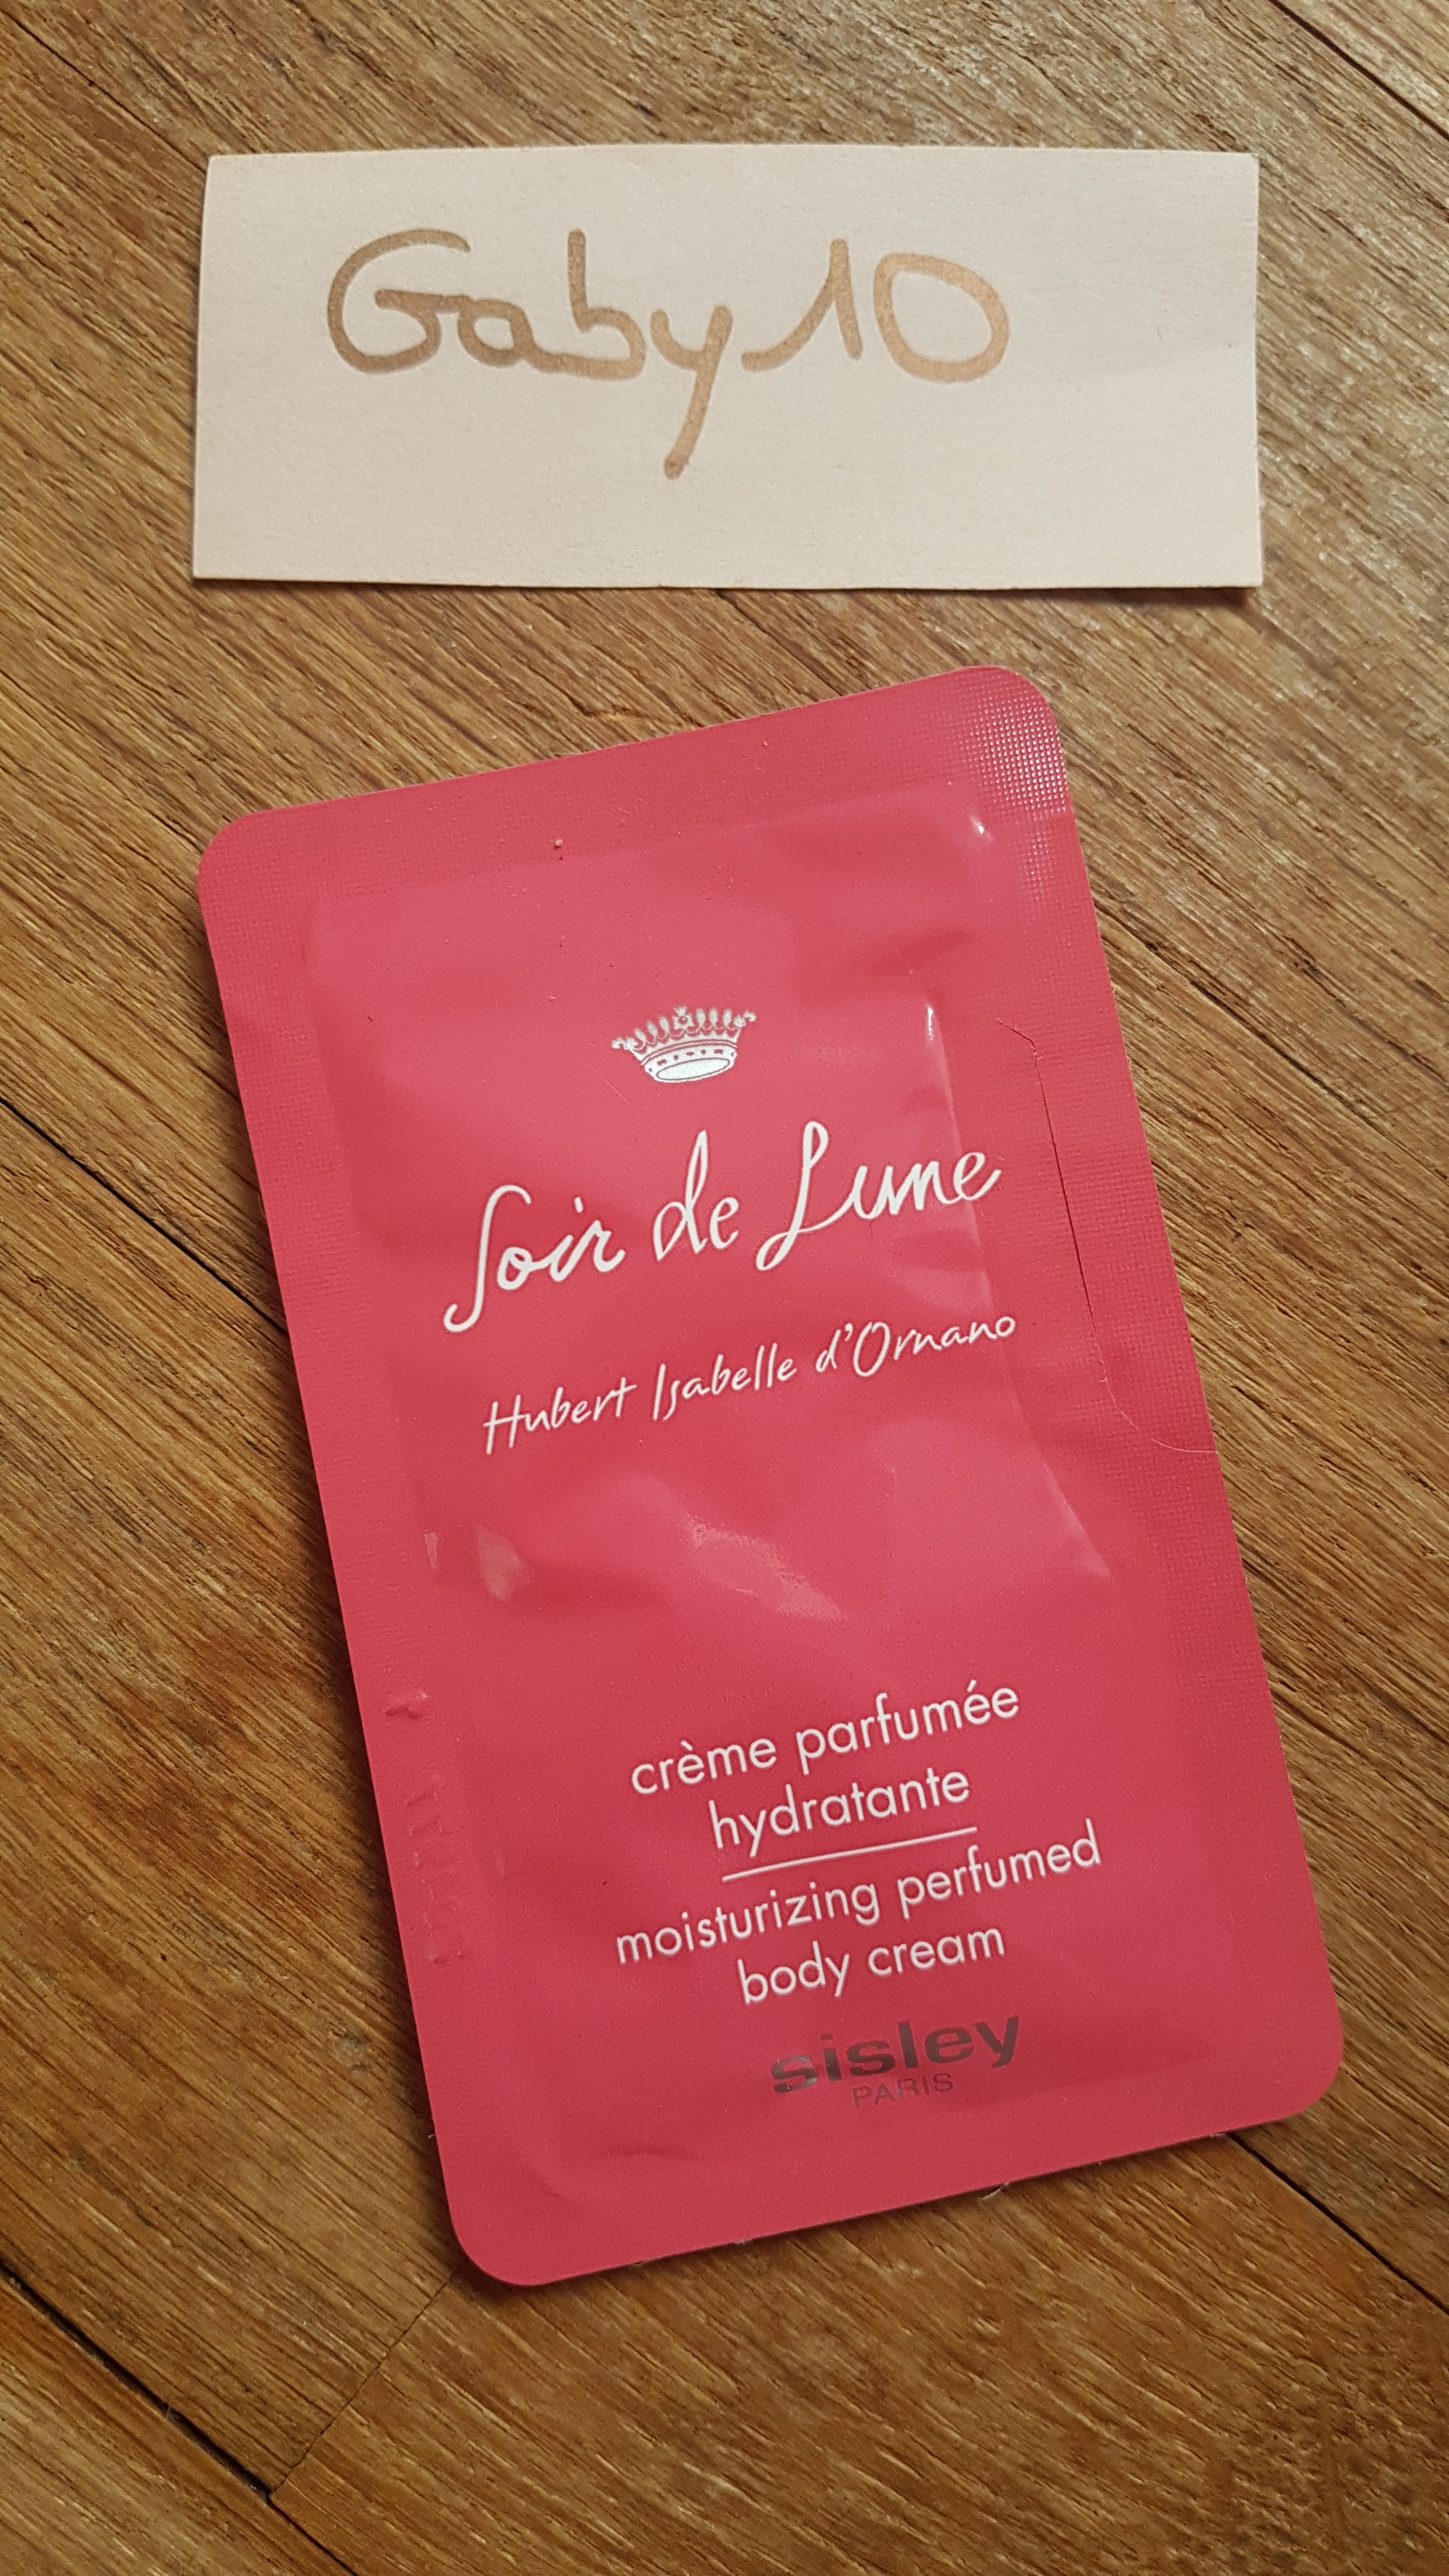 Gaby10
Soir de Lune
Hubert Isabelle d'Ornano
crème parfumée
hydratante
moisturizing perfumed
body cream
sisley
PARIS